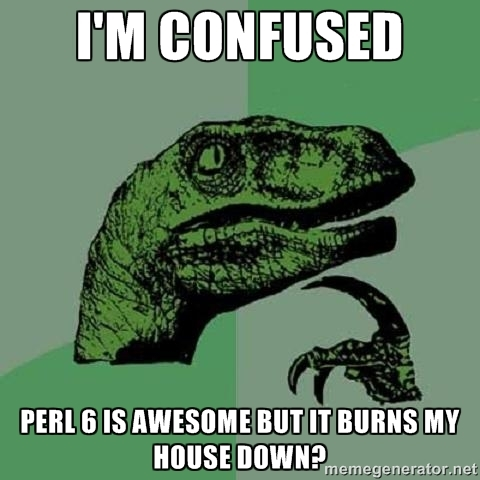 I'M CONFUSED
PERL 6 IS AWESOME BUT IT BURNS MY
HOUSE DOWN?
memegenerator.net